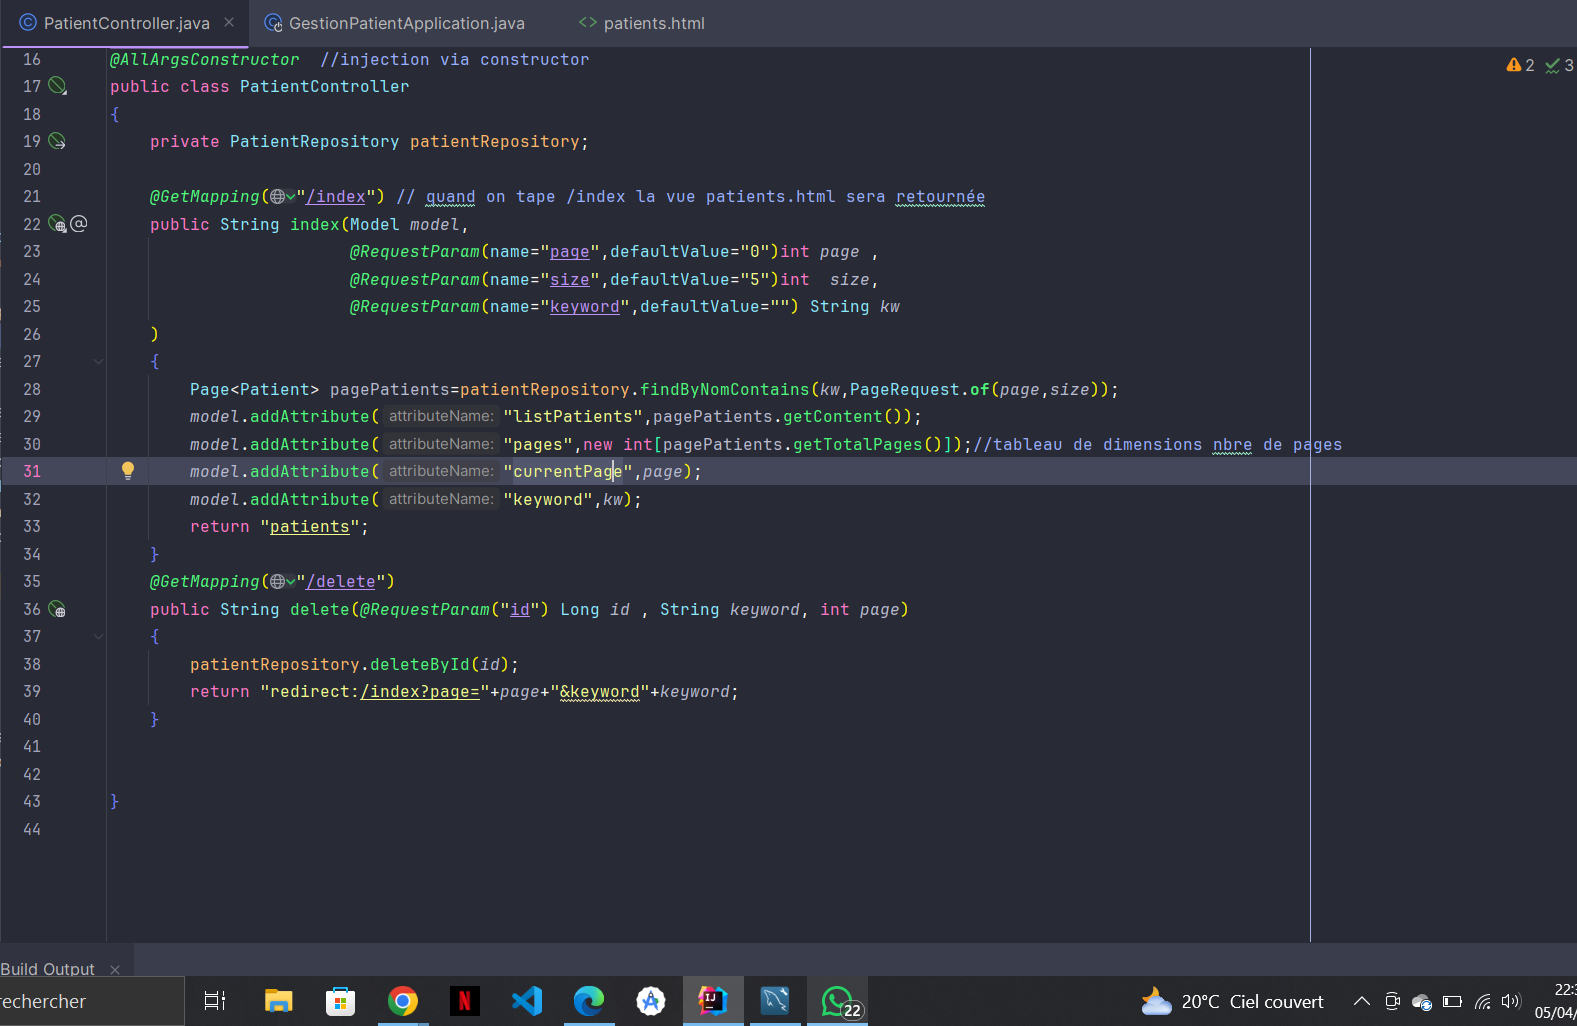 PatientController.java
GestionPatientApplication.java
patients.html
2 3
16 @AllArgsConstructor //injection via constructor
17 public class PatientController
18 {
19 private PatientRepository patientRepository;
20
21 @GetMapping("/index") // quand on tape /index la vue patients.html sera retournée
22 public String index(Model model,
23 @RequestParam(name="page",defaultValue="0")int page ,
24 @RequestParam(name="size",defaultValue="5")int size,
25 @RequestParam(name="keyword",defaultValue="") String kw
26 )
27 {
28 Page<Patient> pagePatients=patientRepository.findByNomContains(kw,PageRequest.of(page,size));
29 model.addAttribute( attributeName: "listPatients",pagePatients.getContent());
30 model.addAttribute( attributeName: "pages",new int[pagePatients.getTotalPages()]);//tableau de dimensions nbre de pages
31 model.addAttribute( attributeName: "currentPage",page);
32 model.addAttribute( attributeName: "keyword",kw);
33 return "patients";
34 }
35 @GetMapping("/delete")
36 public String delete(@RequestParam("id") Long id , String keyword, int page)
37 {
38 patientRepository.deleteById(id);
39 return "redirect:/index?page="+page+"&keyword"+keyword;
40 }
41
42
43 }
44
Build Output
rechercher
22
20°C Ciel couvert
22:3
05/04/